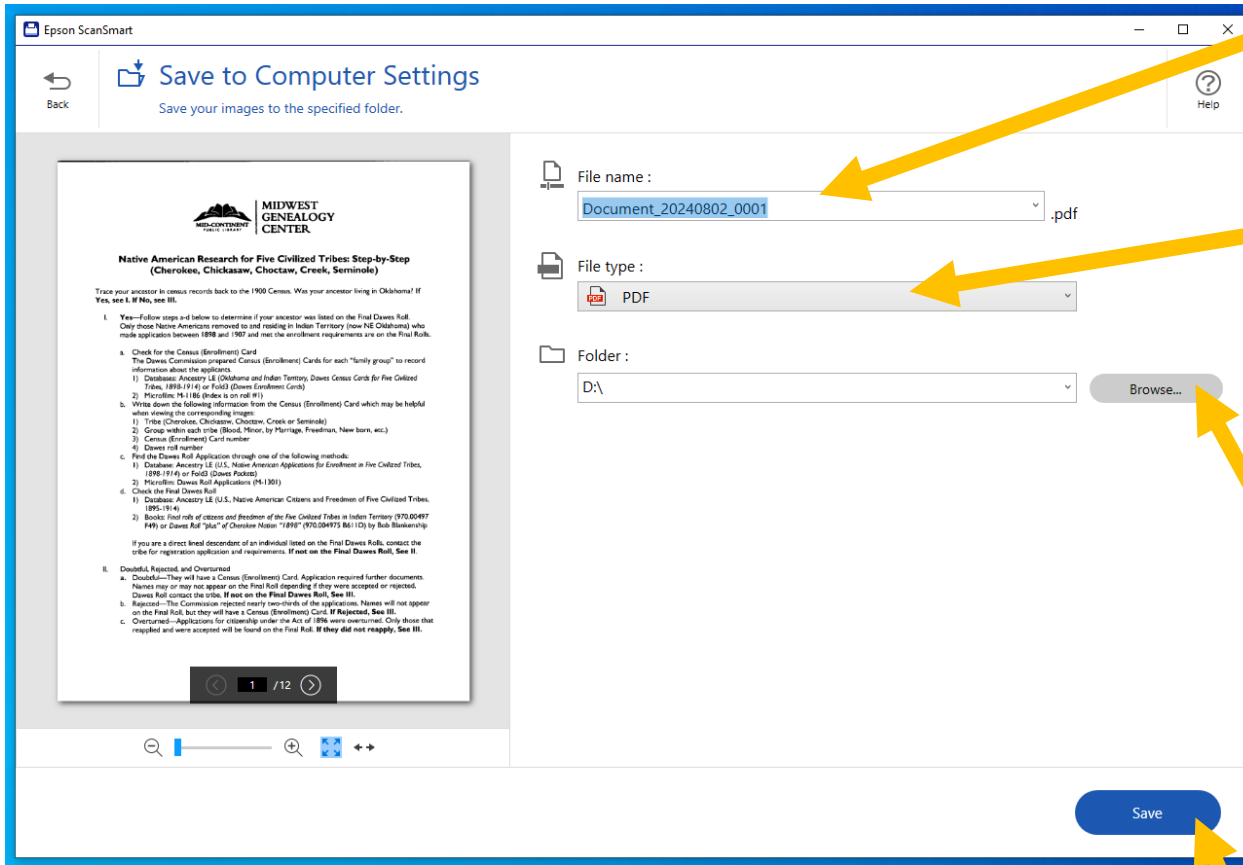 Epson ScanSmart
Back
Save to Computer Settings
Save your images to the specified folder.
Help
MID-CONTINENT
PUBLIC LIBRARY
MIDWEST
GENEALOGY
CENTER
Native American Research for Five Civilized Tribes: Step-by-Step
(Cherokee, Chickasaw, Choctaw, Creek, Seminole)
Trace your ancestor in census records back to the 1900 Census. Was your ancestor living in Oklahoma? If
Yes, see I. If No, see III.
I. Yes—Follow steps a-d below to determine if your ancestor was listed on the Final Dawes Roll.
Only those Native Americans removed to and residing in Indian Territory (now NE Oklahoma) who
made application between 1898 and 1907 and met the enrollment requirements are on the Final Rolls.
a. Check for the Census (Enrollment) Card
The Dawes Commission prepared Census (Enrollment) Cards for each "family group" to record
information about the applicants.
1) Databases: Ancestry LE (Oklahoma and Indian Territory, Dawes Census Cards for Five Civilized
Tribes, 1898-1914) or Fold3 (Dawes Enrollment Cards)
2) Microfilm: M-1186 (Index is on roll #1)
b. Write down the following information from the Census (Enrollment) Card which may be helpful
when viewing the corresponding images:
1) Tribe (Cherokee, Chickasaw, Choctaw, Creek or Seminole)
2) Group within each tribe (Blood, Minor, by Marriage, Freedman, New born, etc.)
3) Census (Enrollment) Card number
4) Dawes roll number
c. Find the Dawes Roll Application through one of the following methods:
1) Database: Ancestry LE (U.S., Native American Applications for Enrollment in Five Civilized Tribes,
1898-1914) or Fold3 (Dawes Packets)
2) Microfilm: Dawes Roll Applications (M-1301)
d. Check the Final Dawes Roll
1) Database: Ancestry LE (U.S., Native American Citizens and Freedmen of Five Civilized Tribes,
1895-1914)
2) Books: Final rolls of citizens and freedmen of the Five Civilized Tribes in Indian Territory (970.00497
F49) or Dawes Roll "plus" of Cherokee Nation "1898" (970.004975 B611D) by Bob Blankenship
If you are a direct lineal descendant of an individual listed on the Final Dawes Rolls, contact the
tribe for registration application and requirements. If not on the Final Dawes Roll, See II.
II. Doubtful, Rejected, and Overturned
a. Doubtful—They will have a Census (Enrollment) Card. Application required further documents.
Names may or may not appear on the Final Roll depending if they were accepted or rejected.
Dawes Roll contact the tribe. If not on the Final Dawes Roll, See III.
b. Rejected—The Commission rejected nearly two-thirds of the applications. Names will not appear
on the Final Roll, but they will have a Census (Enrollment) Card. If Rejected, See III.
c. Overturned—Applications for citizenship under the Act of 1896 were overturned. Only those that
reapplied and were accepted will be found on the Final Roll. If they did not reapply, See III.
1 /12
File name :
Document_20240802_0001 .pdf
File type :
PDF PDF
Folder :
D:\ Browse...
Save